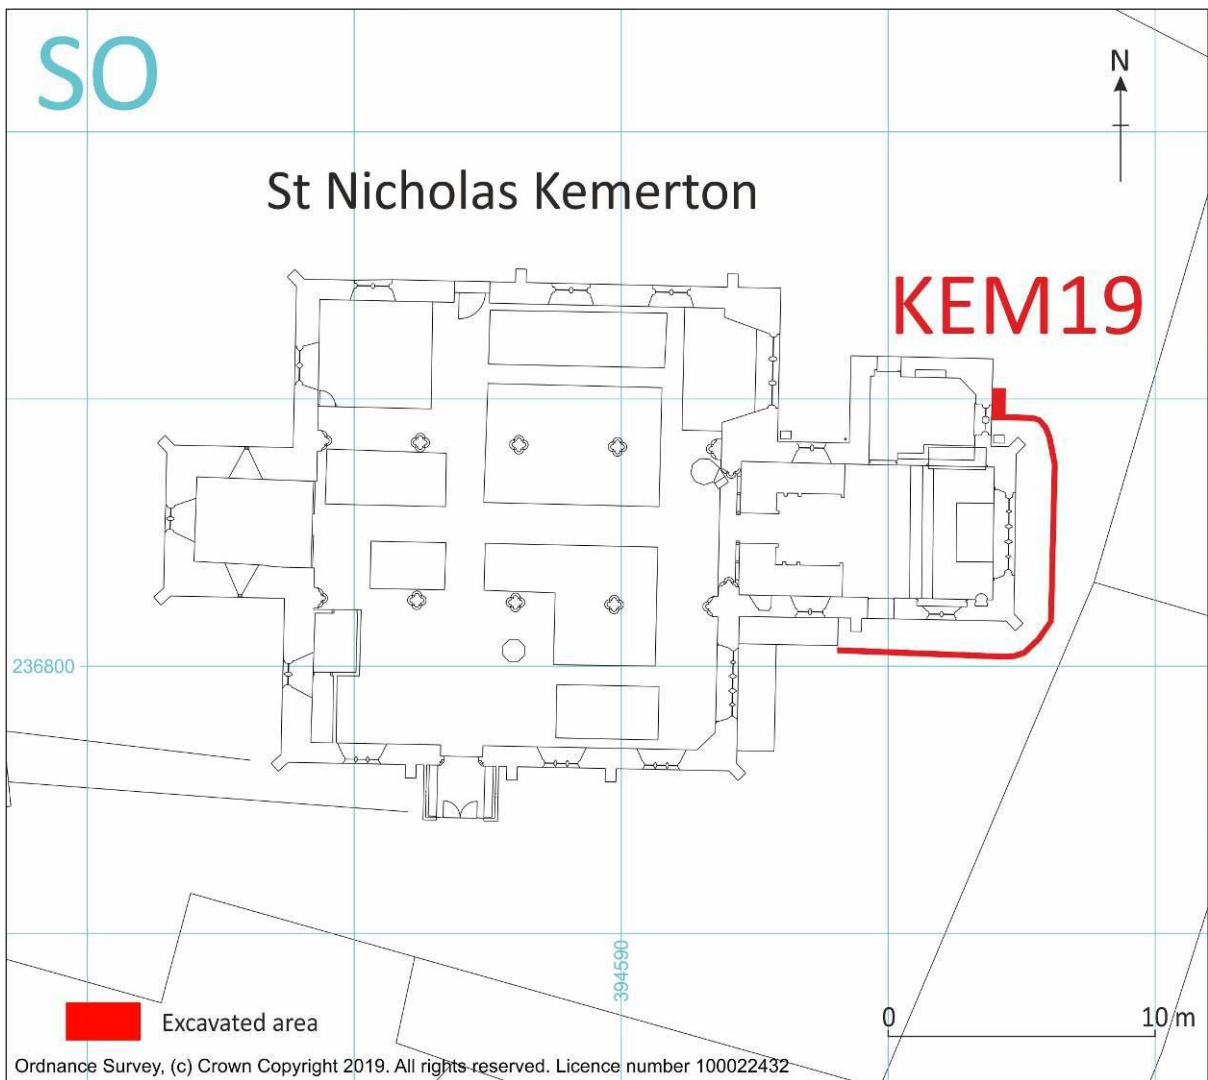 SO
N
St Nicholas Kemerton
KEM19
236800
394590
0 10 m
Excavated area
Ordnance Survey, (c) Crown Copyright 2019. All rights reserved. Licence number 100022432